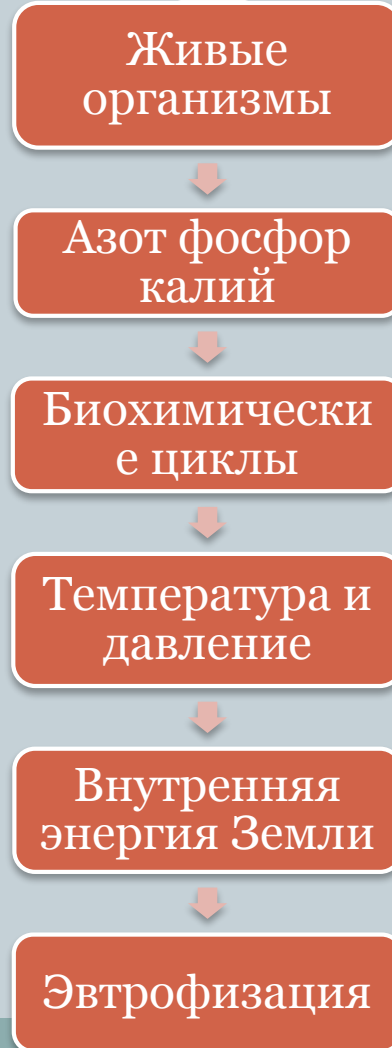 Живые
организмы
Азот фосфор
калий
Биохимически
е циклы
Температура и
давление
Внутренняя
энергия Земли
Эвтрофизация